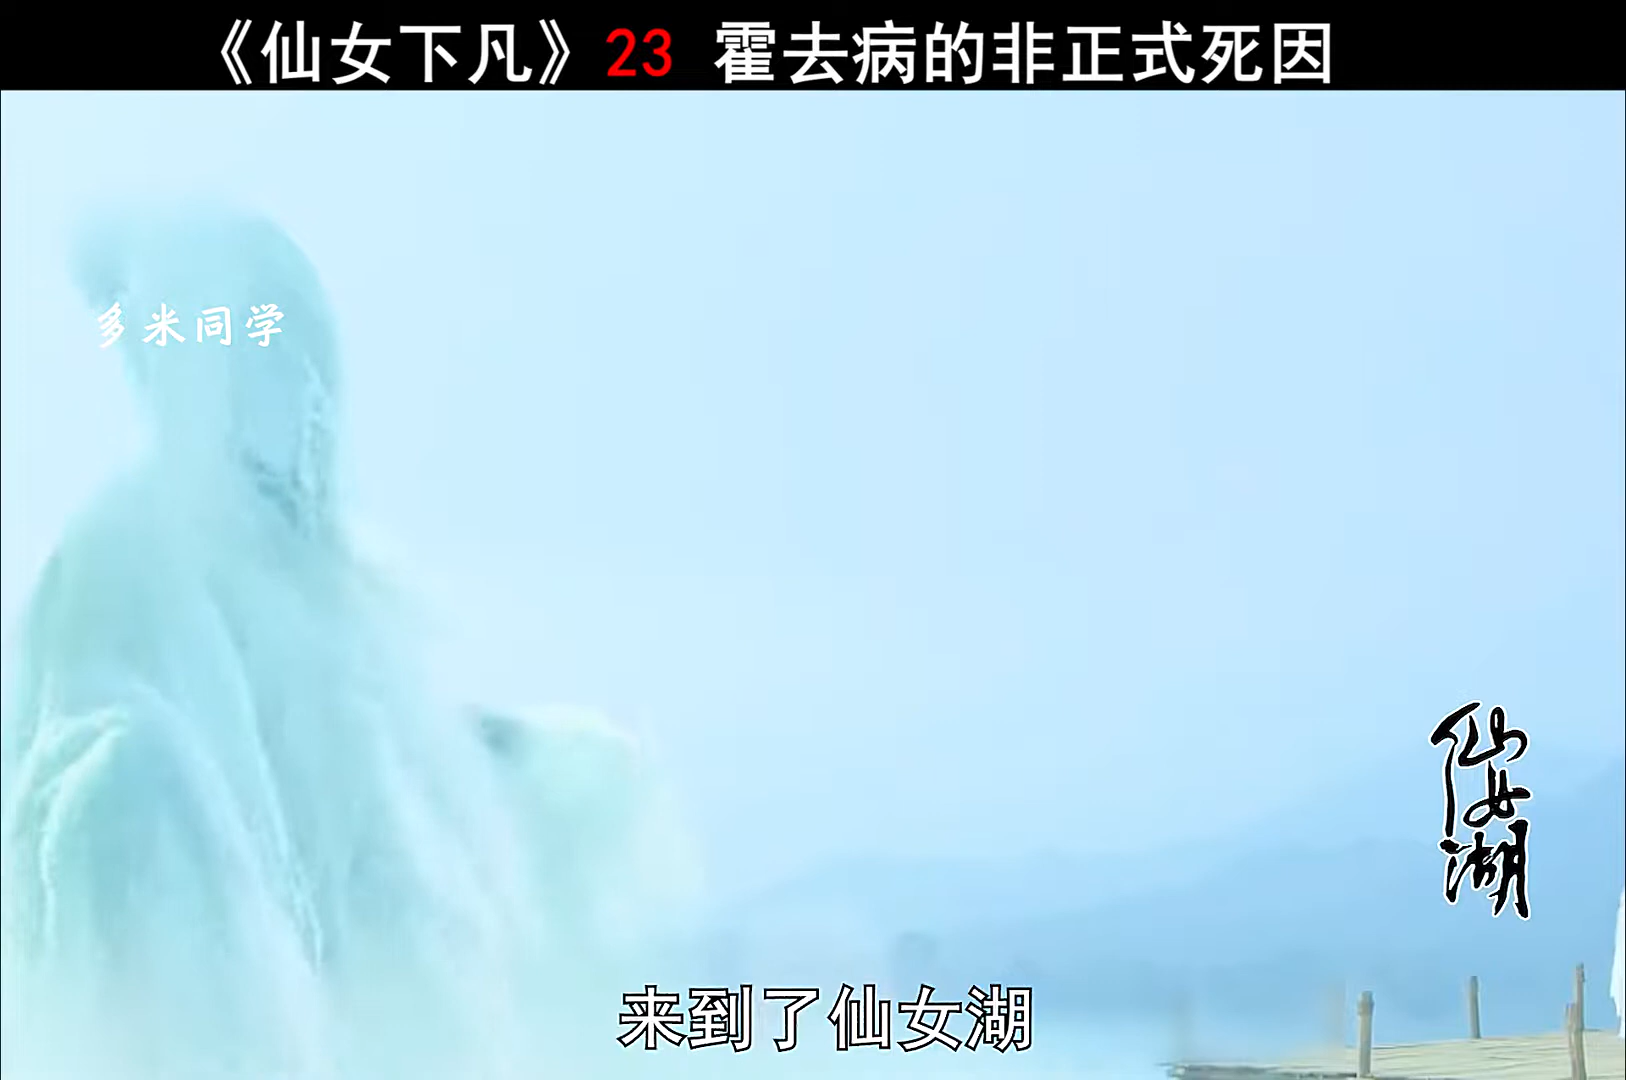 《仙女下凡》23 霍去病的非正式死因
多米同学
仙女湖
来到了仙女湖